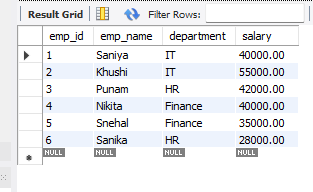 Result Grid Filter Rows:
emp_id emp_name department salary
1 Saniya IT 40000.00
2 Khushi IT 55000.00
3 Punam HR 42000.00
4 Nikita Finance 40000.00
5 Snehal Finance 35000.00
6 Sanika HR 28000.00
NULL NULL NULL NULL